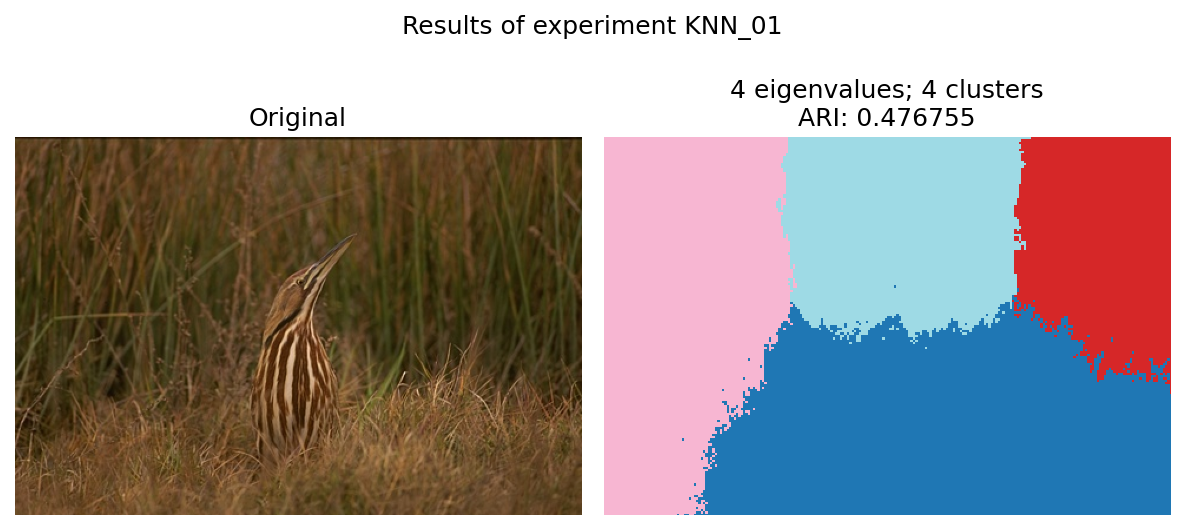 Results of experiment KNN_01
Original
4 eigenvalues; 4 clusters
ARI: 0.476755